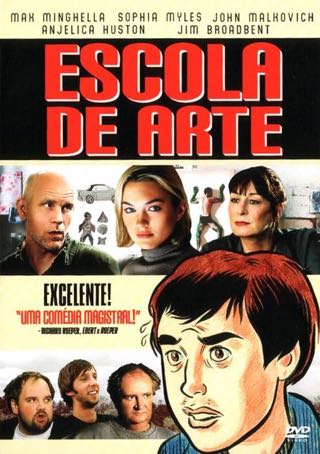 MAX MINGHELLA SOPHIA MYLES JOHN MALKOVICH
ANJELICA HUSTON JIM BROADBENT
ESCOLA
DE ARTE
EXCELENTE!
"UMA COMÉDIA MAGISTRAL!"
- RICHARD ROEPER, EBERT & ROEPER
DVD
VIDEO